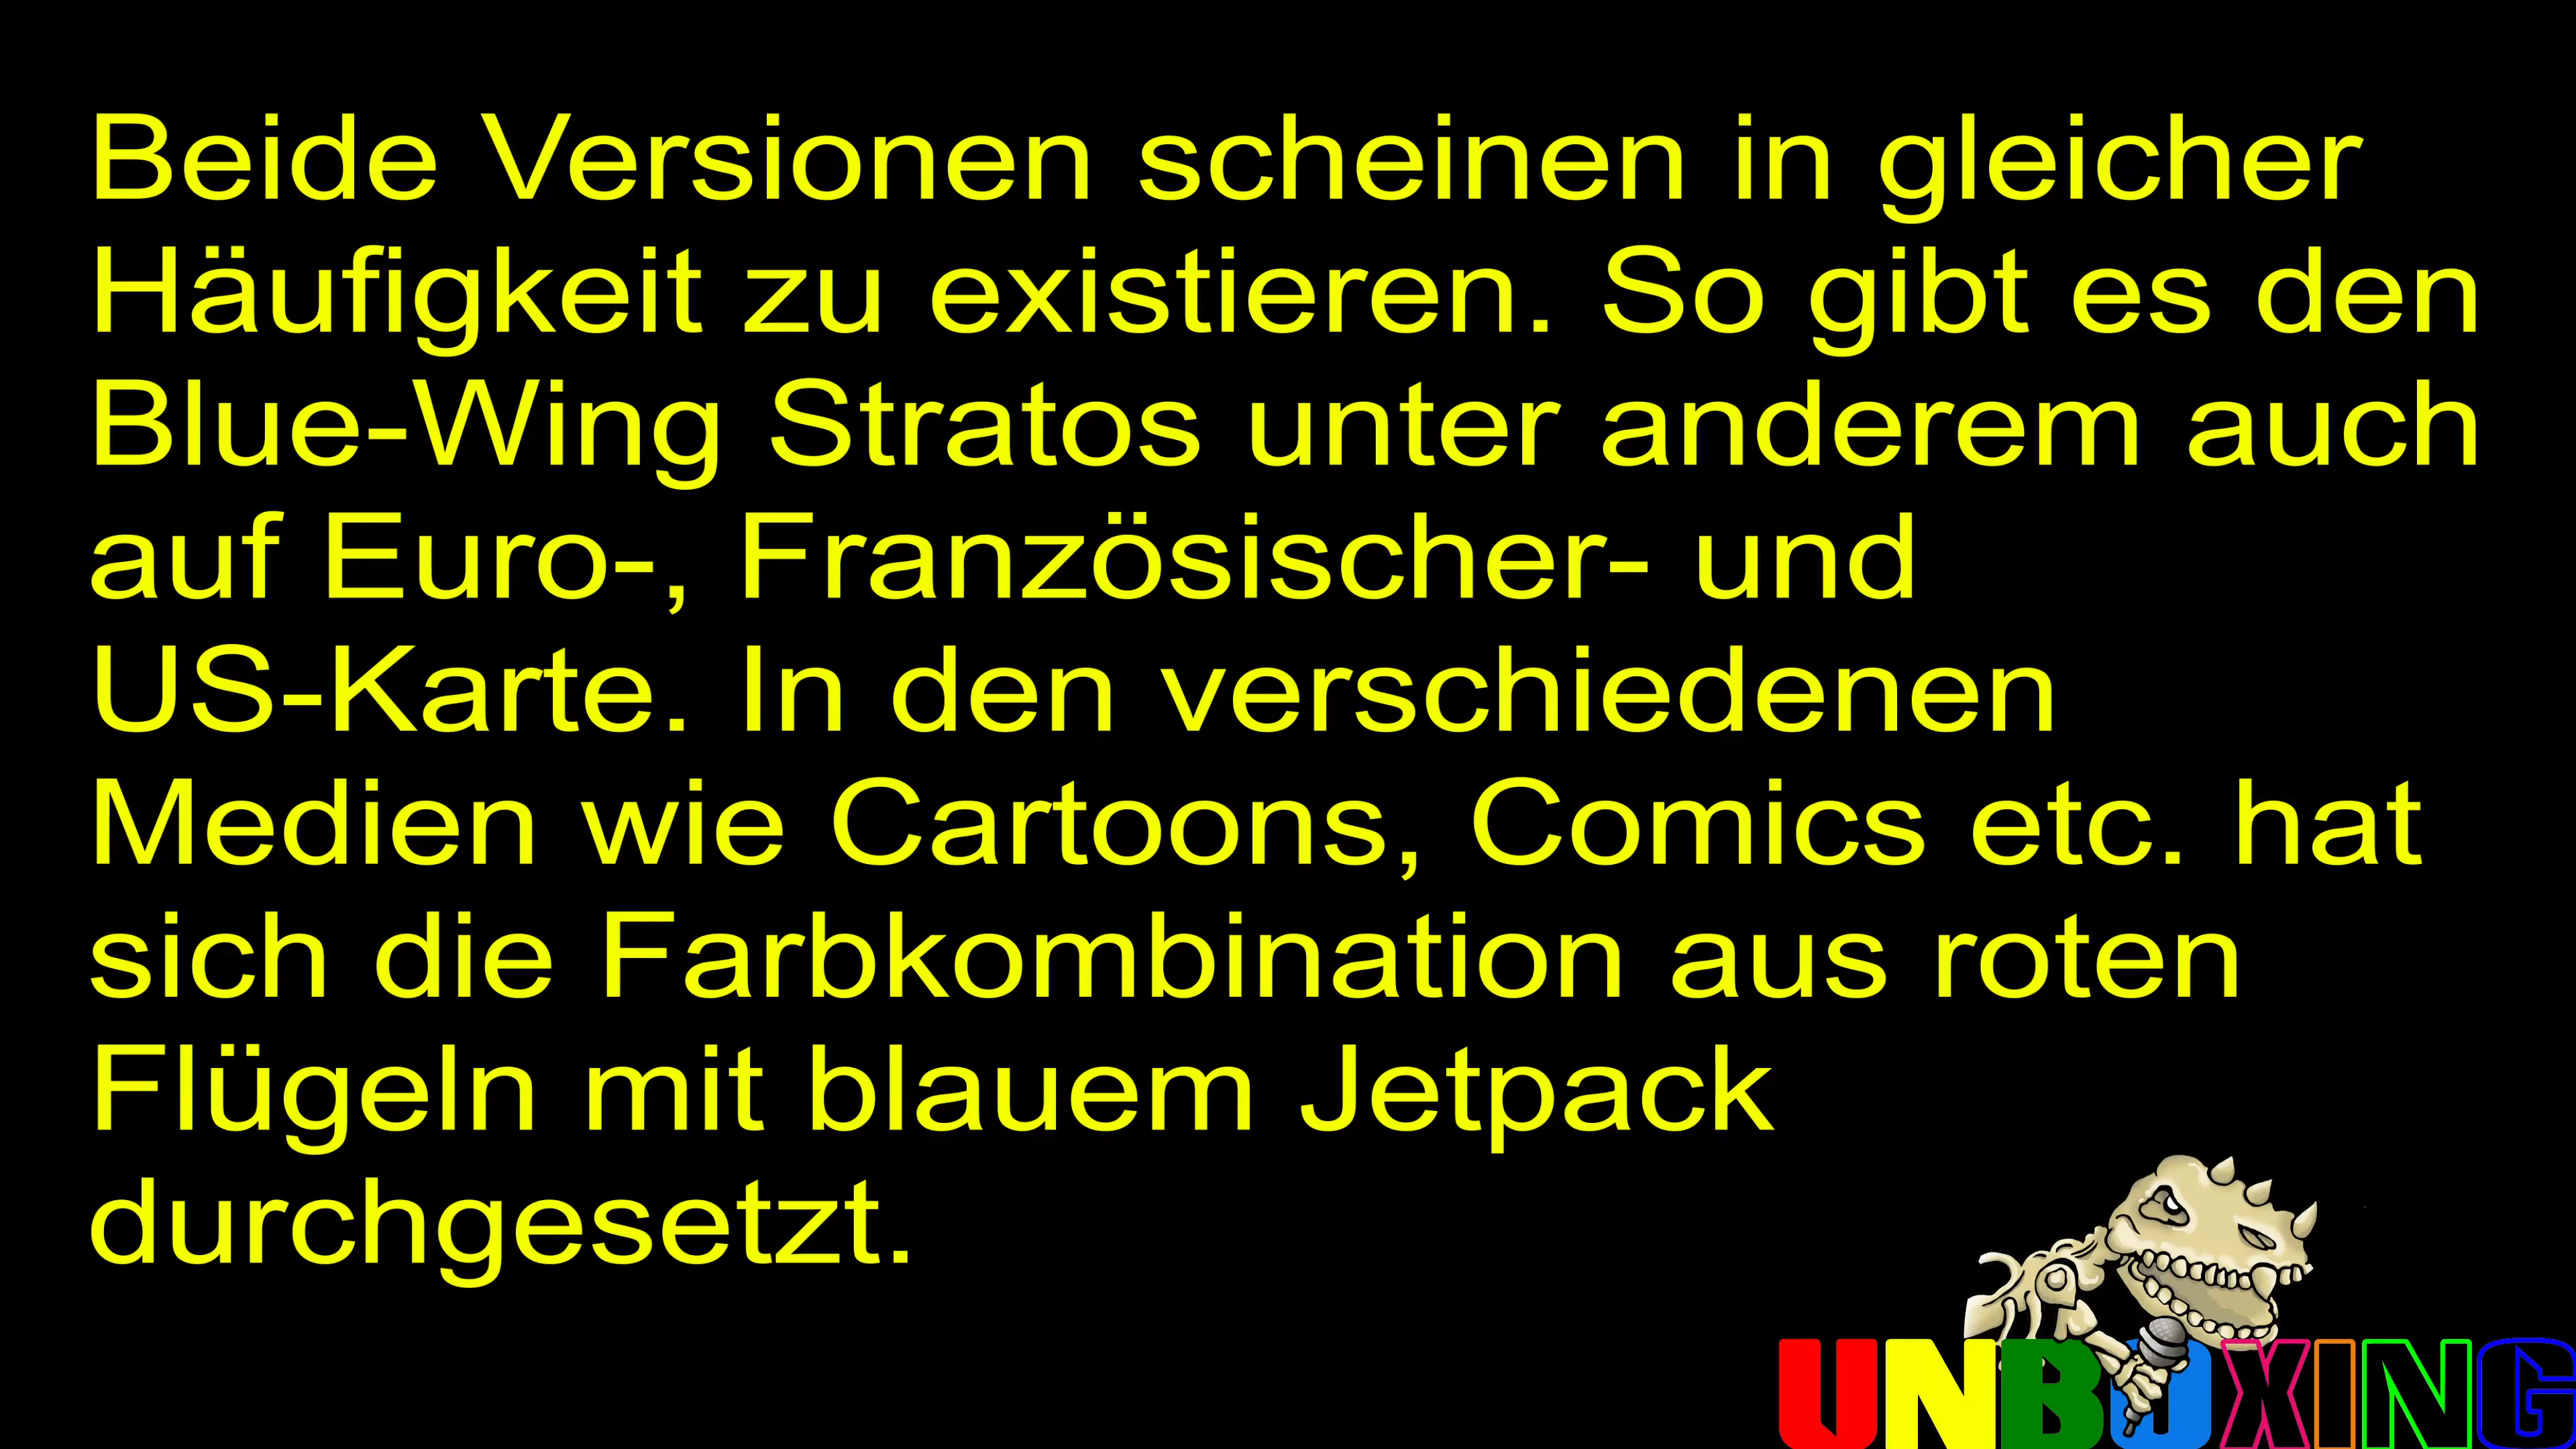 Beide Versionen scheinen in gleicher
Häufigkeit zu existieren. So gibt es den
Blue-Wing Stratos unter anderem auch
auf Euro-, Französischer- und
US-Karte. In den verschiedenen
Medien wie Cartoons, Comics etc. hat
sich die Farbkombination aus roten
Flügeln mit blauem Jetpack
durchgesetzt.
UNBOXING